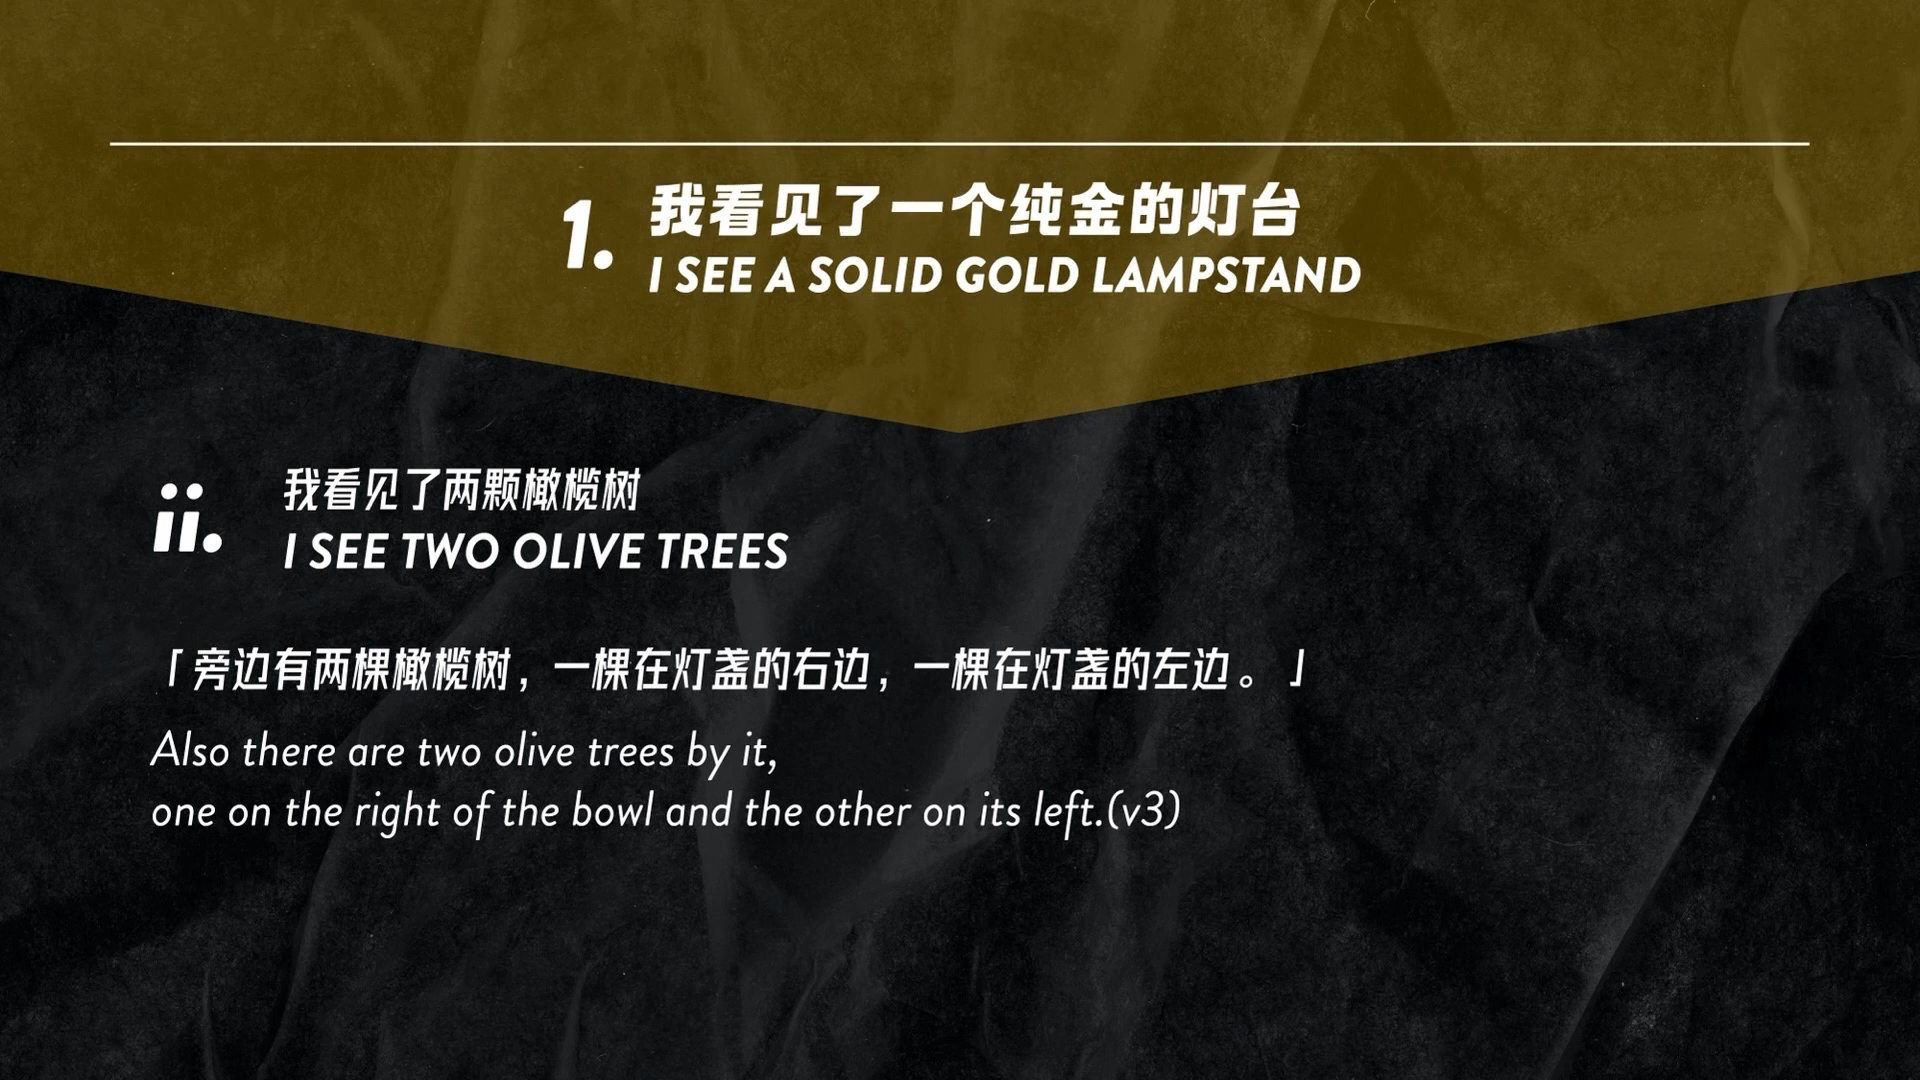 1. 我看见了一个纯金的灯台
I SEE A SOLID GOLD LAMPSTAND
ii. 我看见了两颗橄榄树
I SEE TWO OLIVE TREES
「旁边有两棵橄榄树，一棵在灯盏的右边，一棵在灯盏的左边。」
Also there are two olive trees by it,
one on the right of the bowl and the other on its left.(v3)